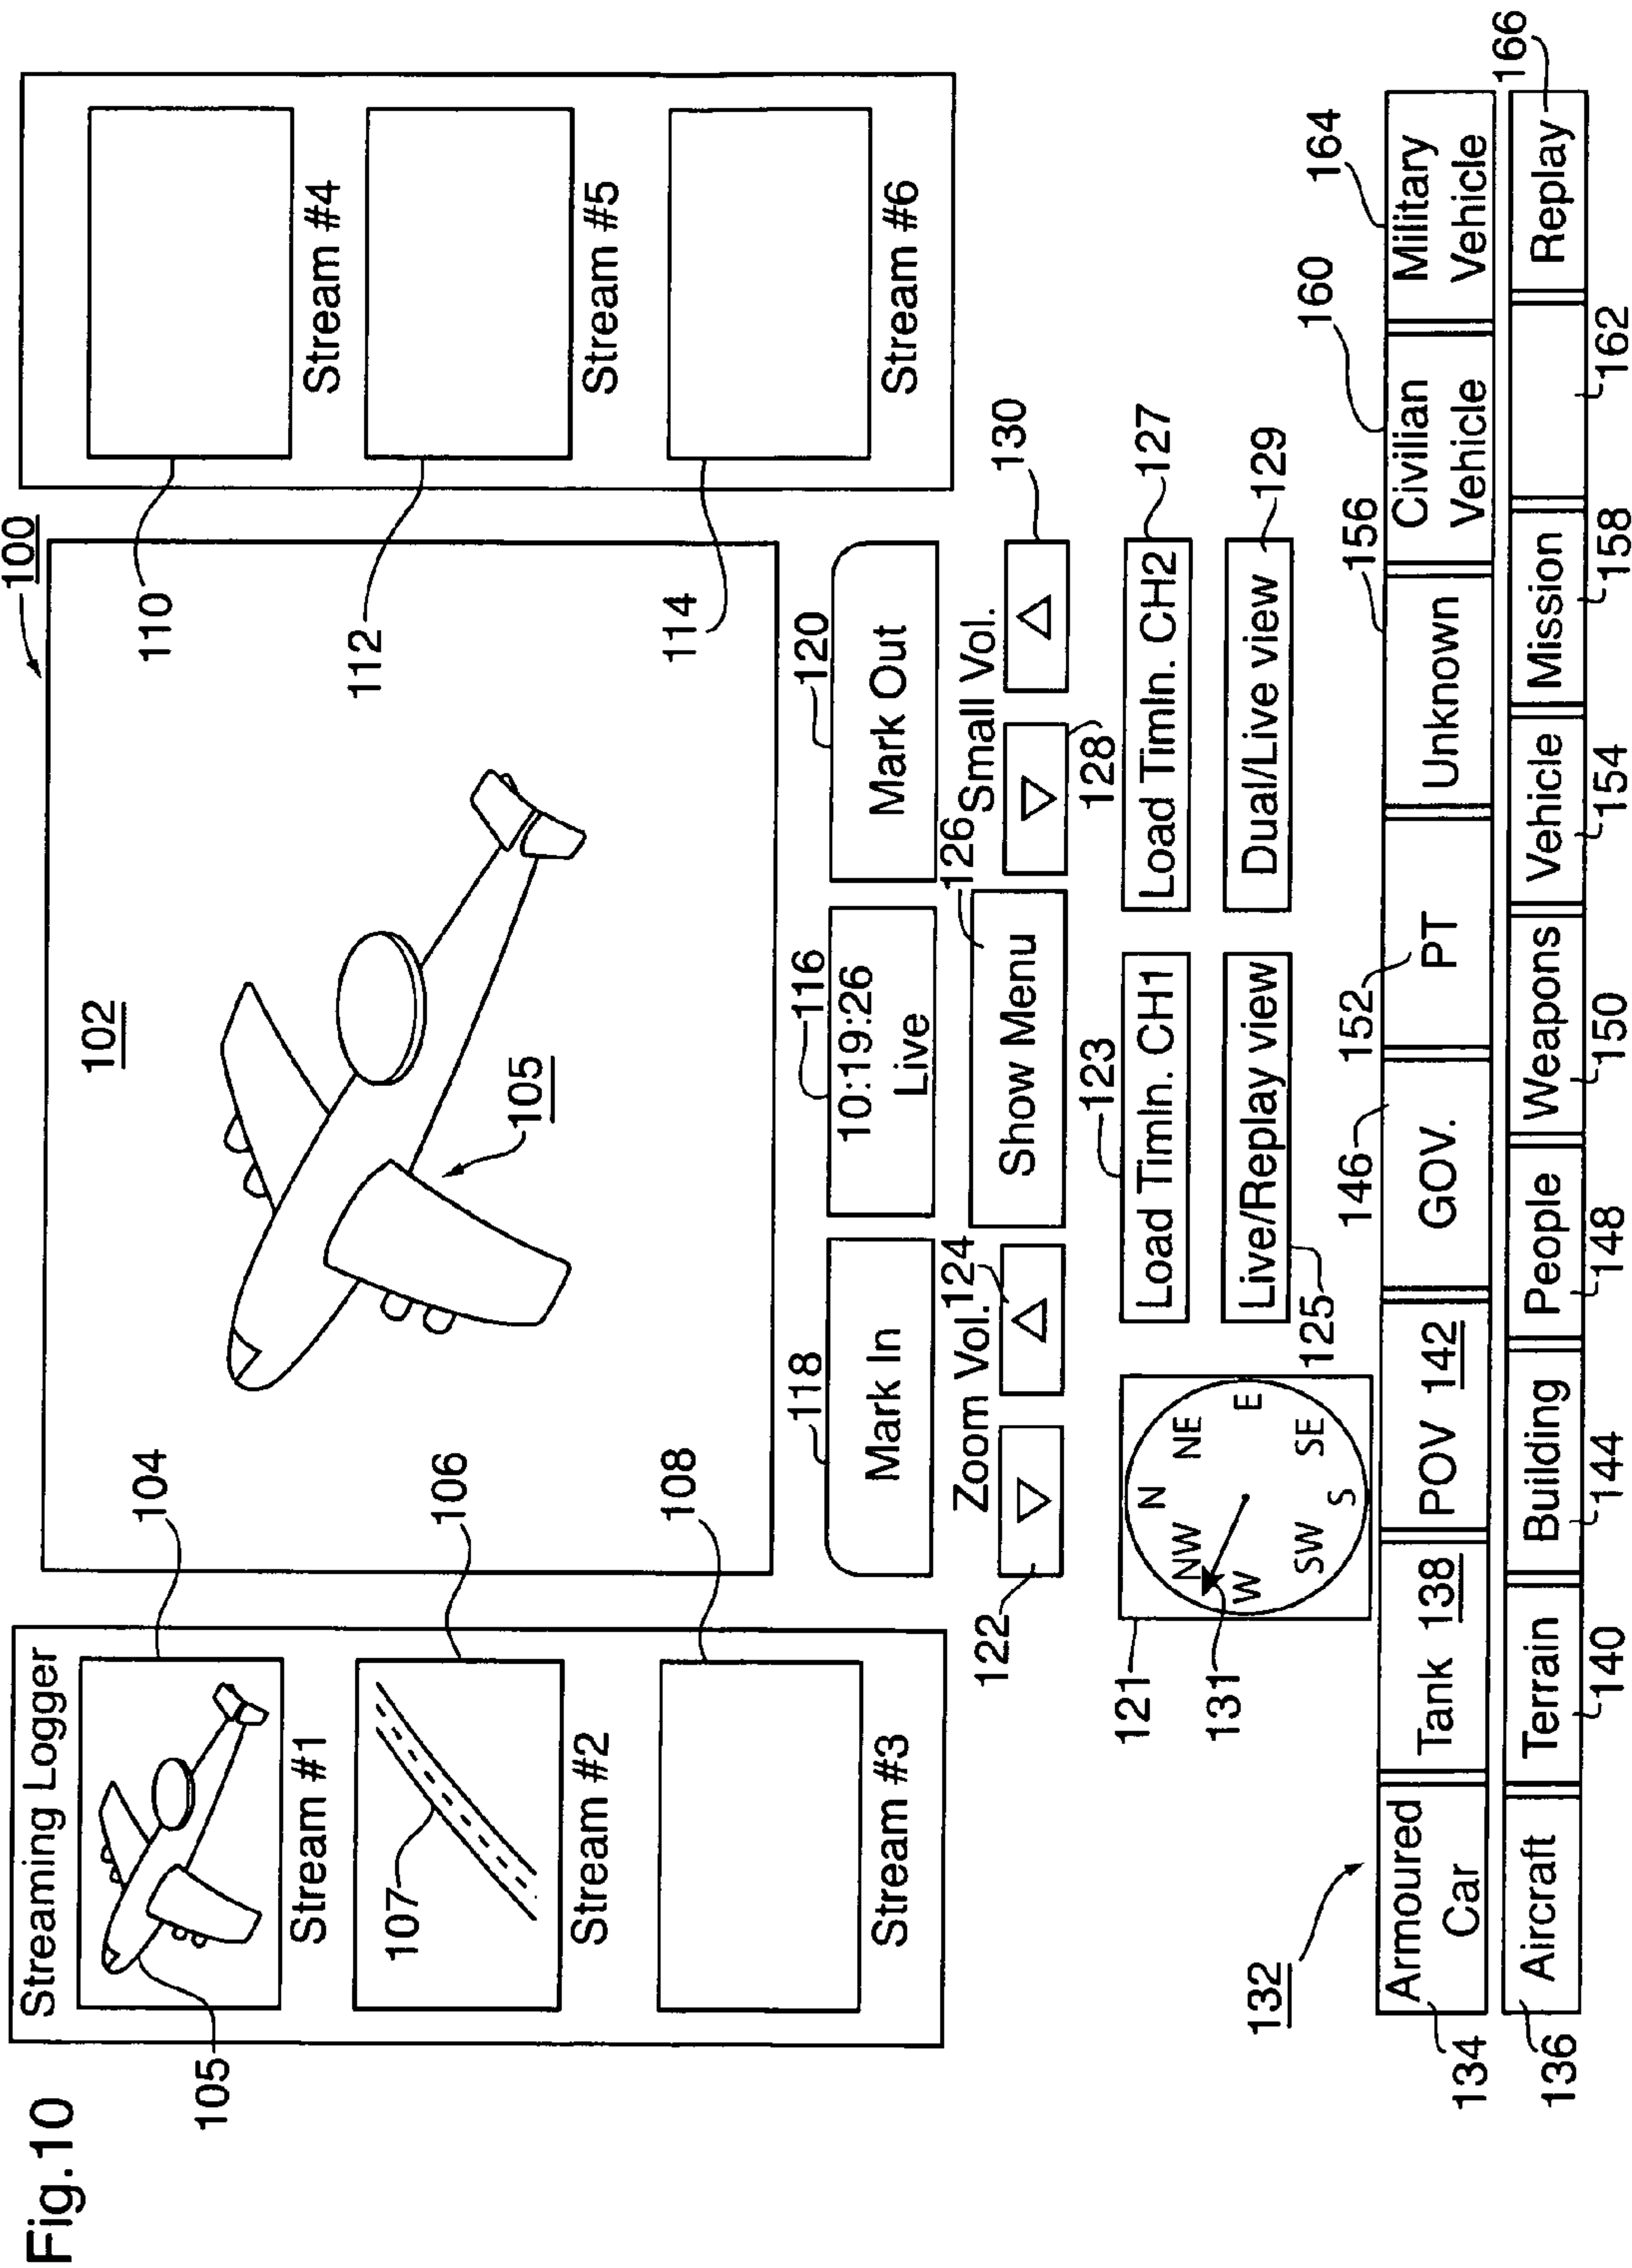 Fig.10
100
Streaming Logger
105
104
102
110
Stream #1
Stream #4
106
105
112
107
Stream #2
Stream #5
108
114
Stream #3
Stream #6
118
116
120
Mark In
10:19:26
Live
Mark Out
Zoom Vol.
124
126
Small Vol.
122
Show Menu
128
130
121
131
N
NE
E
SE
S
SW
W
NW
123
Load Timln. CH1
Load Timln. CH2
127
125
Live/Replay view
Dual/Live view
129
132
146
152
156
160
164
134
Armoured
Car
Tank 138
POV 142
GOV.
PT
Unknown
Civilian
Vehicle
Military
Vehicle
Aircraft
Terrain
Building
People
Weapons
Vehicle
Mission
Replay
136
140
144
148
150
154
158
162
166